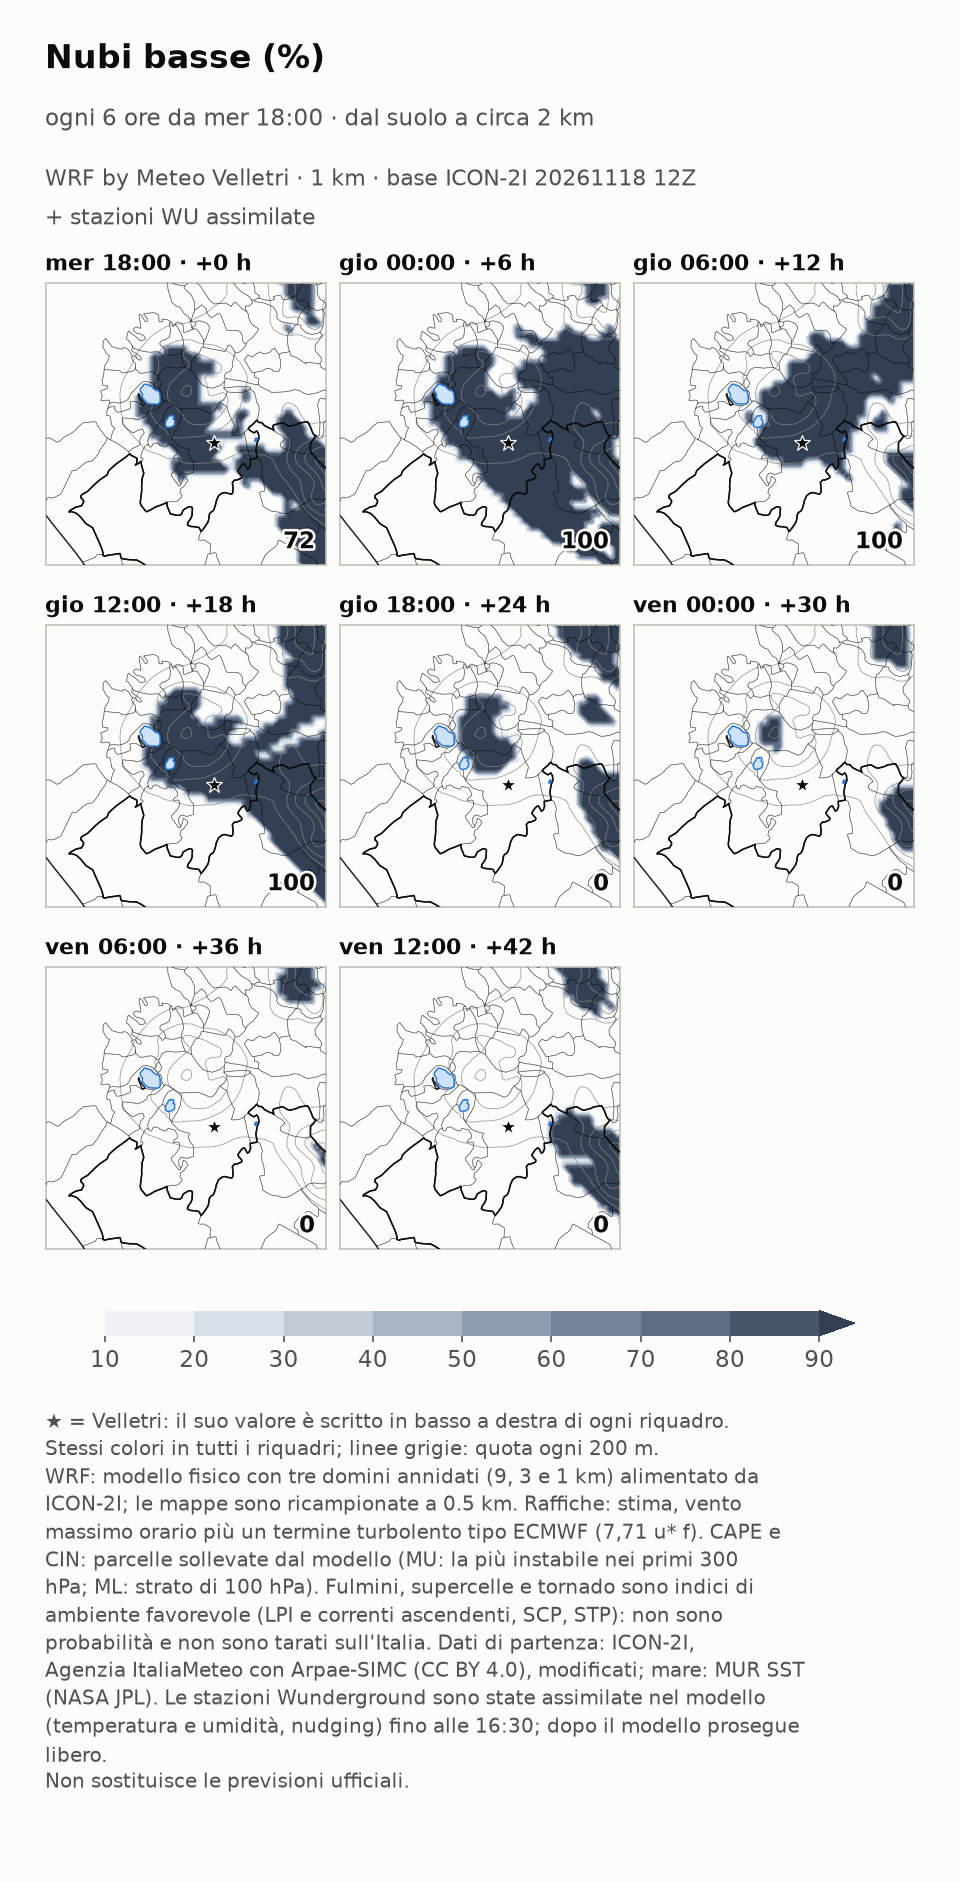 Nubi basse (%)
ogni 6 ore da mer 18:00 · dal suolo a circa 2 km
WRF by Meteo Velletri · 1 km · base ICON-2I 20261118 12Z
+ stazioni WU assimilate
mer 18:00 · +0 h
gio 00:00 · +6 h
gio 06:00 · +12 h
72
100
100
gio 12:00 · +18 h
gio 18:00 · +24 h
ven 00:00 · +30 h
100
0
0
ven 06:00 · +36 h
ven 12:00 · +42 h
0
0
10 20 30 40 50 60 70 80 90
★ = Velletri: il suo valore è scritto in basso a destra di ogni riquadro.
Stessi colori in tutti i riquadri; linee grigie: quota ogni 200 m.
WRF: modello fisico con tre domini annidati (9, 3 e 1 km) alimentato da
ICON-2I; le mappe sono ricampionate a 0.5 km. Raffiche: stima, vento
massimo orario più un termine turbolento tipo ECMWF (7,71 u* f). CAPE e
CIN: parcelle sollevate dal modello (MU: la più instabile nei primi 300
hPa; ML: strato di 100 hPa). Fulmini, supercelle e tornado sono indici di
ambiente favorevole (LPI e correnti ascendenti, SCP, STP): non sono
probabilità e non sono tarati sull'Italia. Dati di partenza: ICON-2I,
Agenzia ItaliaMeteo con Arpae-SIMC (CC BY 4.0), modificati; mare: MUR SST
(NASA JPL). Le stazioni Wunderground sono state assimilate nel modello
(temperatura e umidità, nudging) fino alle 16:30; dopo il modello prosegue
libero.
Non sostituisce le previsioni ufficiali.